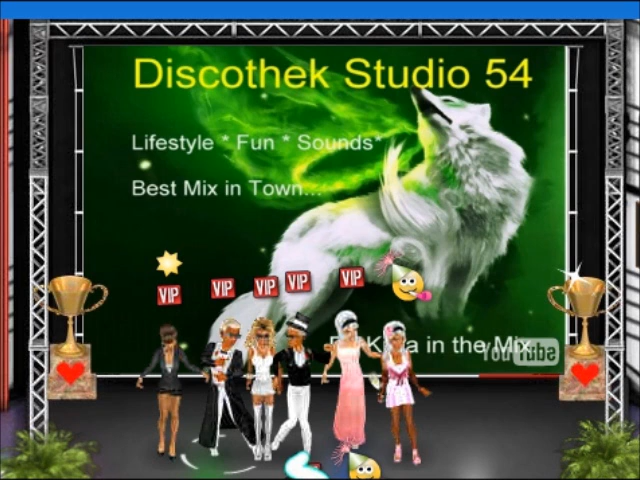 Discothek Studio 54
Lifestyle * Fun * Sounds*
Best Mix in Town...
VIP
VIP
VIP
VIP
VIP
in the Mix
YouTube